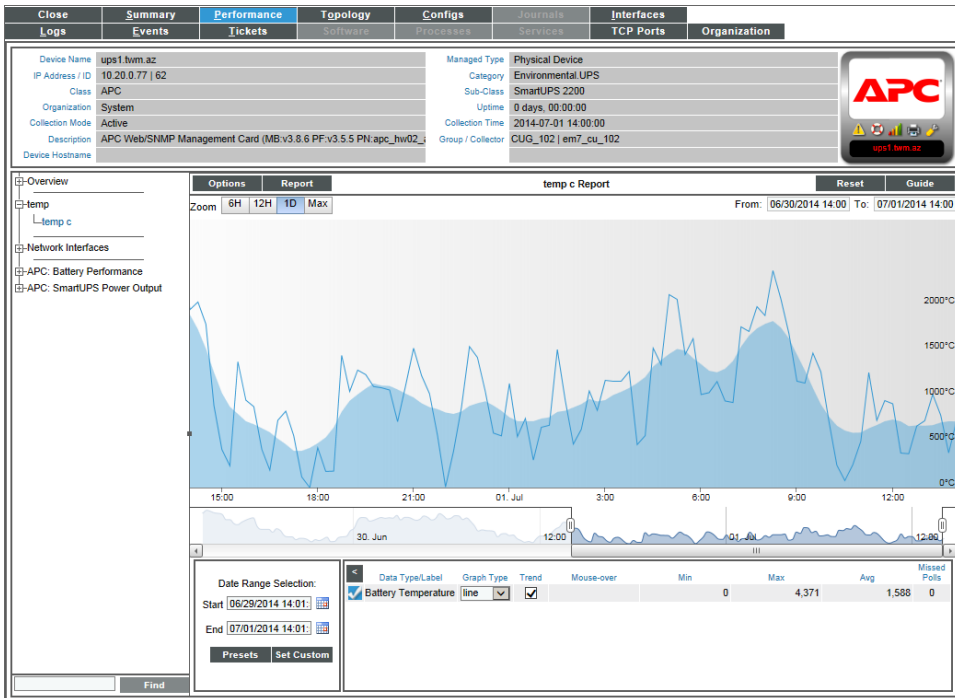 Close Summary Performance Topology Configs Journals Interfaces
Logs Events Tickets Software Processes Services TCP Ports Organization
Device Name ups1.twm.az Managed Type Physical Device
IP Address / ID 10.20.0.77 | 62 Category Environmental.UPS
Class APC Sub-Class SmartUPS 2200
Organization System Uptime 0 days, 00:00:00
Collection Mode Active Collection Time 2014-07-01 14:00:00
Description APC Web/SNMP Management Card (MB:v3.8.6 PF:v3.5.5 PN:apc_hw02_a Group / Collector CUG_102 | em7_cu_102
Device Hostname
APC
ups1.twm.az
Overview
temp
temp c
Network Interfaces
APC: Battery Performance
APC: SmartUPS Power Output
Find
Options Report temp c Report Reset Guide
Zoom 6H 12H 1D Max From: 06/30/2014 14:00 To: 07/01/2014 14:00
2000°C
1500°C
1000°C
500°C
0°C
15:00 18:00 21:00 01. Jul 3:00 6:00 9:00 12:00
30. Jun 12:00 01. Jul 12:00
Date Range Selection:
Start 06/29/2014 14:01:
End 07/01/2014 14:01:
Presets Set Custom
< Data Type/Label Graph Type Trend Mouse-over Min Max Avg Missed Polls
Battery Temperature line 0 4,371 1,588 0